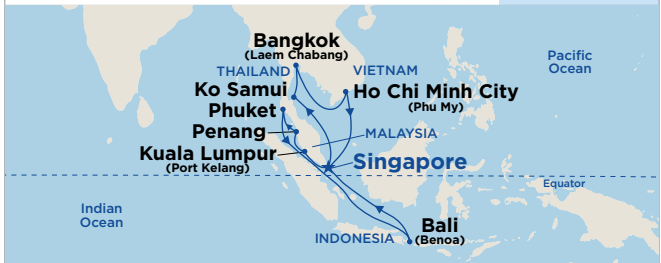 Bangkok
(Laem Chabang)
Pacific
Ocean
THAILAND
VIETNAM
Ko Samui
Ho Chi Minh City
(Phu My)
Phuket
Penang
MALAYSIA
Kuala Lumpur
(Port Kelang)
Singapore
Equator
Indian
Ocean
Bali
(Benoa)
INDONESIA